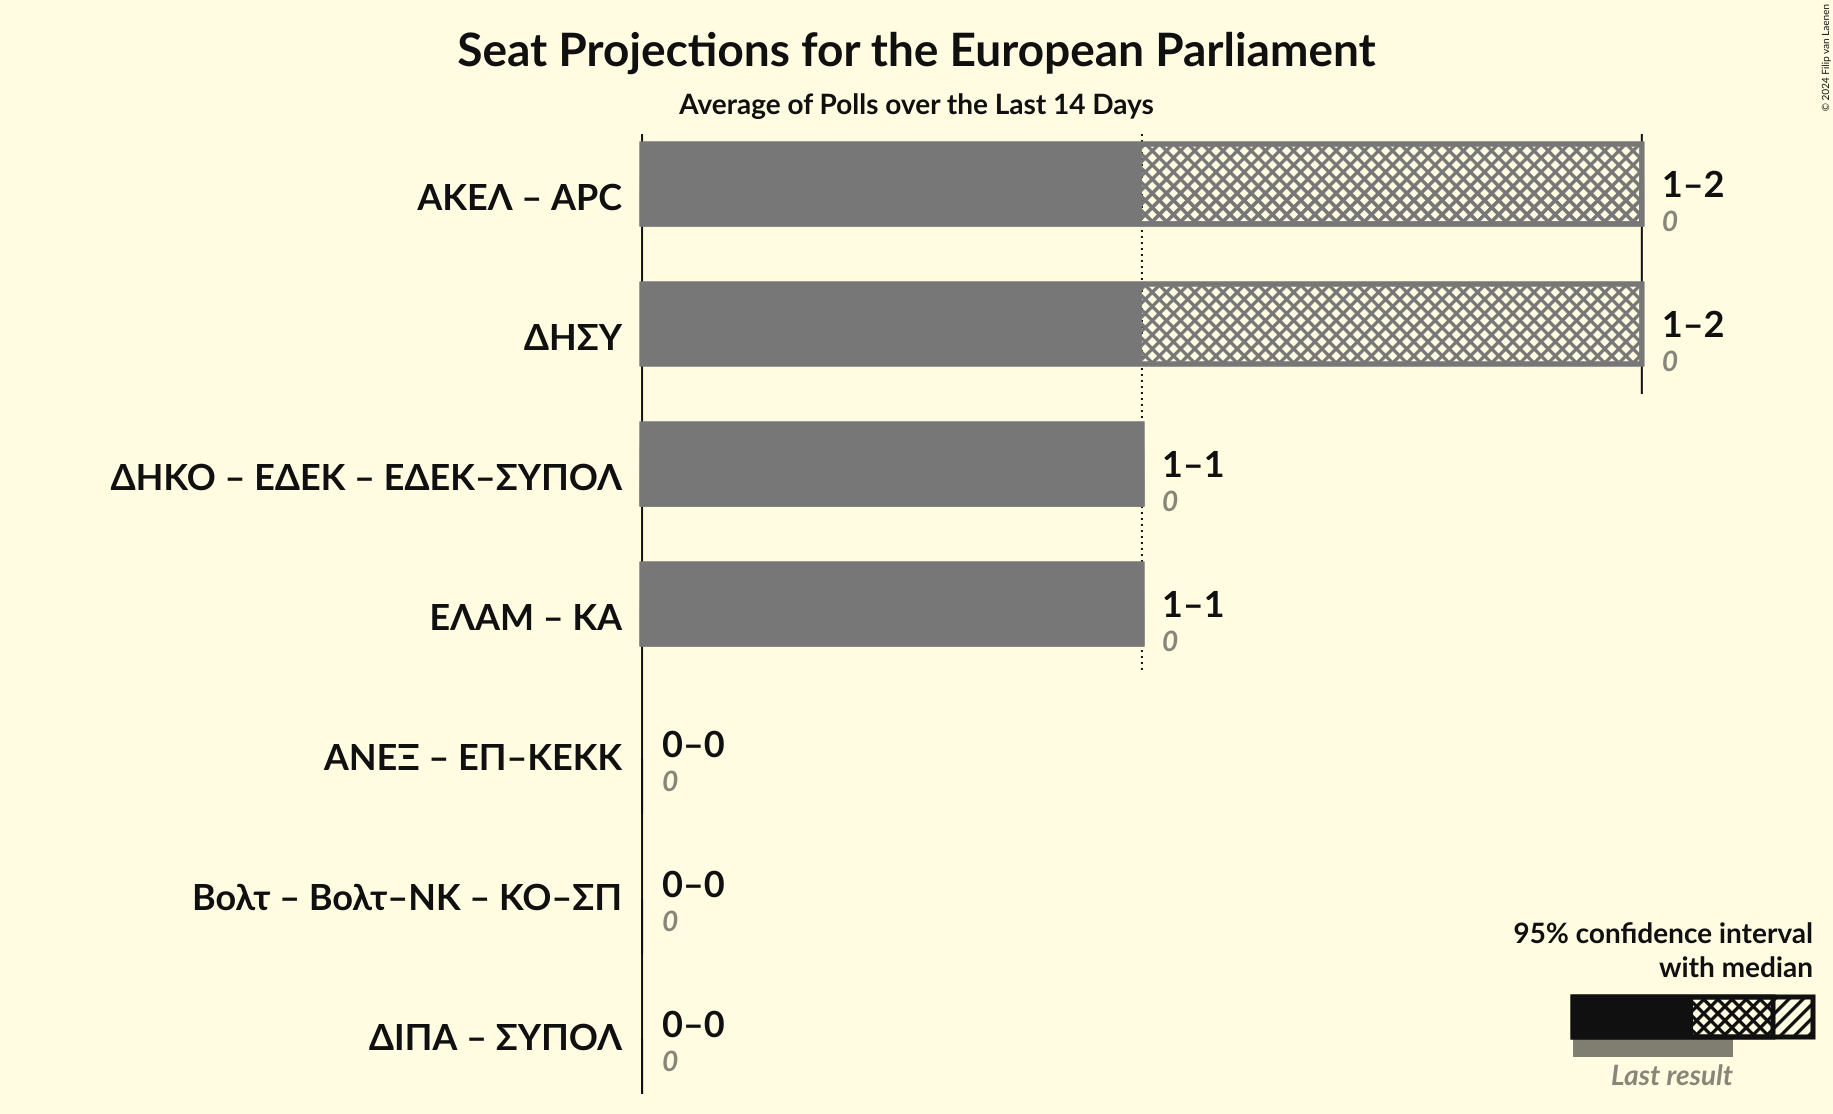 Seat Projections for the European Parliament
Average of Polls over the Last 14 Days
© 2024 Filip van Laenen
ΑΚΕΛ – ΑΡC
1–2
0
ΔΗΣΥ
1–2
0
ΔΗΚΟ – ΕΔΕΚ – ΕΔΕΚ–ΣΥΠΟΛ
1–1
0
ΕΛΑΜ – ΚΑ
1–1
0
ΑΝΕΞ – ΕΠ–ΚΕΚΚ
0–0
0
Βολτ – Βολτ–ΝΚ – ΚΟ–ΣΠ
0–0
0
ΔΙΠΑ – ΣΥΠΟΛ
0–0
0
95% confidence interval
with median
Last result